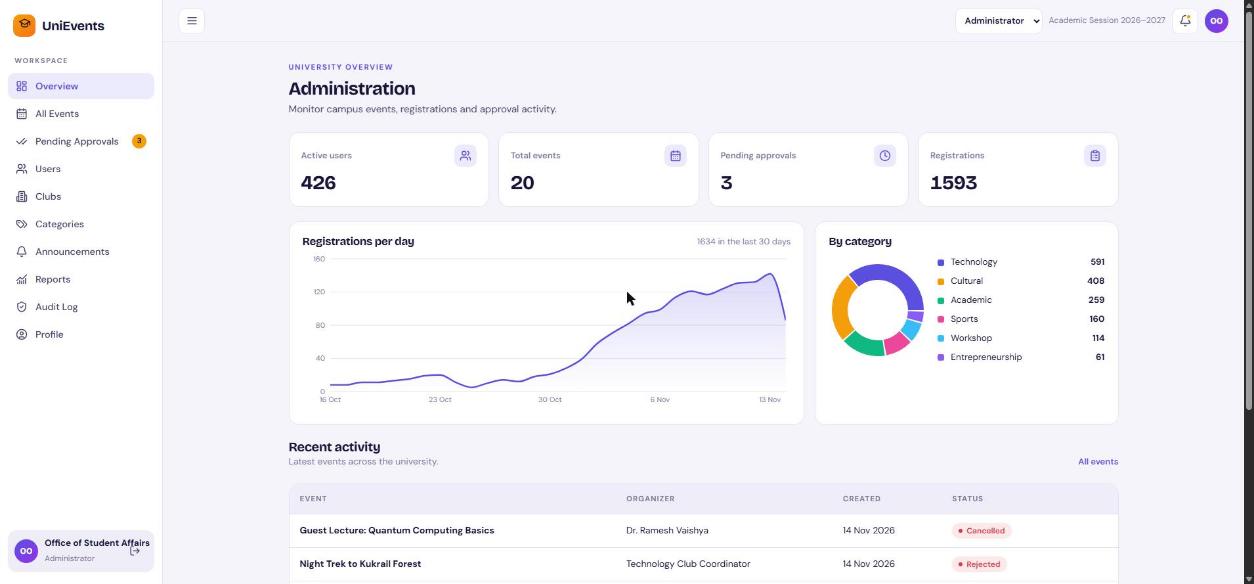 UniEvents
WORKSPACE
Overview
All Events
Pending Approvals 3
Users
Clubs
Categories
Announcements
Reports
Audit Log
Profile
OO
Office of Student Affairs
Administrator
Administrator
Academic Session 2026–2027
OO
UNIVERSITY OVERVIEW
Administration
Monitor campus events, registrations and approval activity.
Active users
426
Total events
20
Pending approvals
3
Registrations
1593
Registrations per day
1634 in the last 30 days
160
120
80
40
0
16 Oct 23 Oct 30 Oct 6 Nov 13 Nov
By category
Technology 591
Cultural 408
Academic 259
Sports 160
Workshop 114
Entrepreneurship 61
Recent activity
Latest events across the university.
All events
EVENT ORGANIZER CREATED STATUS
Guest Lecture: Quantum Computing Basics Dr. Ramesh Vaishya 14 Nov 2026 Cancelled
Night Trek to Kukrail Forest Technology Club Coordinator 14 Nov 2026 Rejected